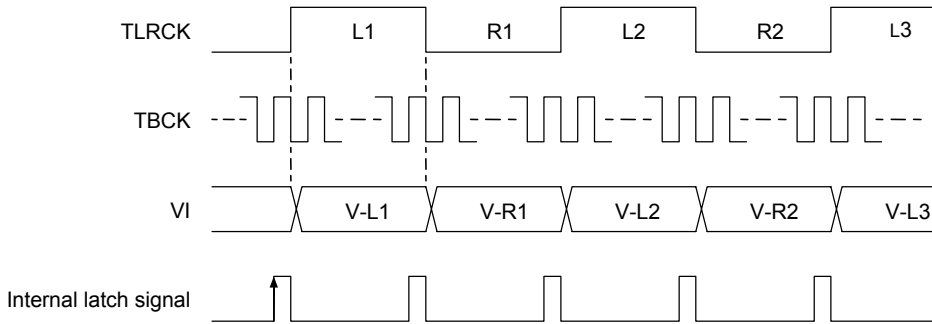 TLRCK L1 R1 L2 R2 L3
TBCK
VI V-L1 V-R1 V-L2 V-R2 V-L3
Internal latch signal